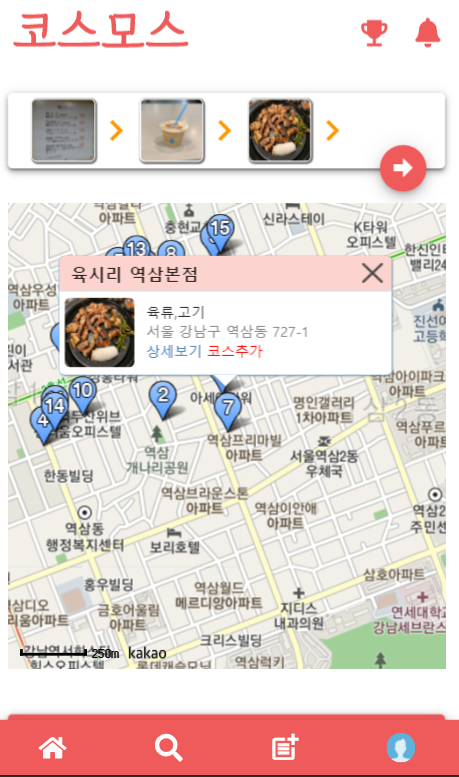 코스모스
아파트
충현교
신라스테이
K타워
오피스텔
한신인터
밸리24
15
13
8
역삼우성
아파트
육시리 역삼본점
육류,고기
서울 강남구 역삼동 727-1
상세보기 코스추가
진선여
고등학
10
14
4
2
7
아세
오피스텔
역삼프리마빌
아파트
명인갤러리
1차아파트
삼2동
역삼푸르
아파트
역삼
개나리공원
서울역삼2동
우체국
한동빌딩
역삼브라운스톤
아파트
역삼이안애
아파트
역삼2
주민센
역삼동
행정복지센터
보리호텔
홍우빌딩
역삼월드
메르디앙아파트
삼호아파트
금호어울림
아파트
지디스
내과의원
연세대학교
강남세브란스
크리스빌딩
역삼럭키
아파트
250m kakao